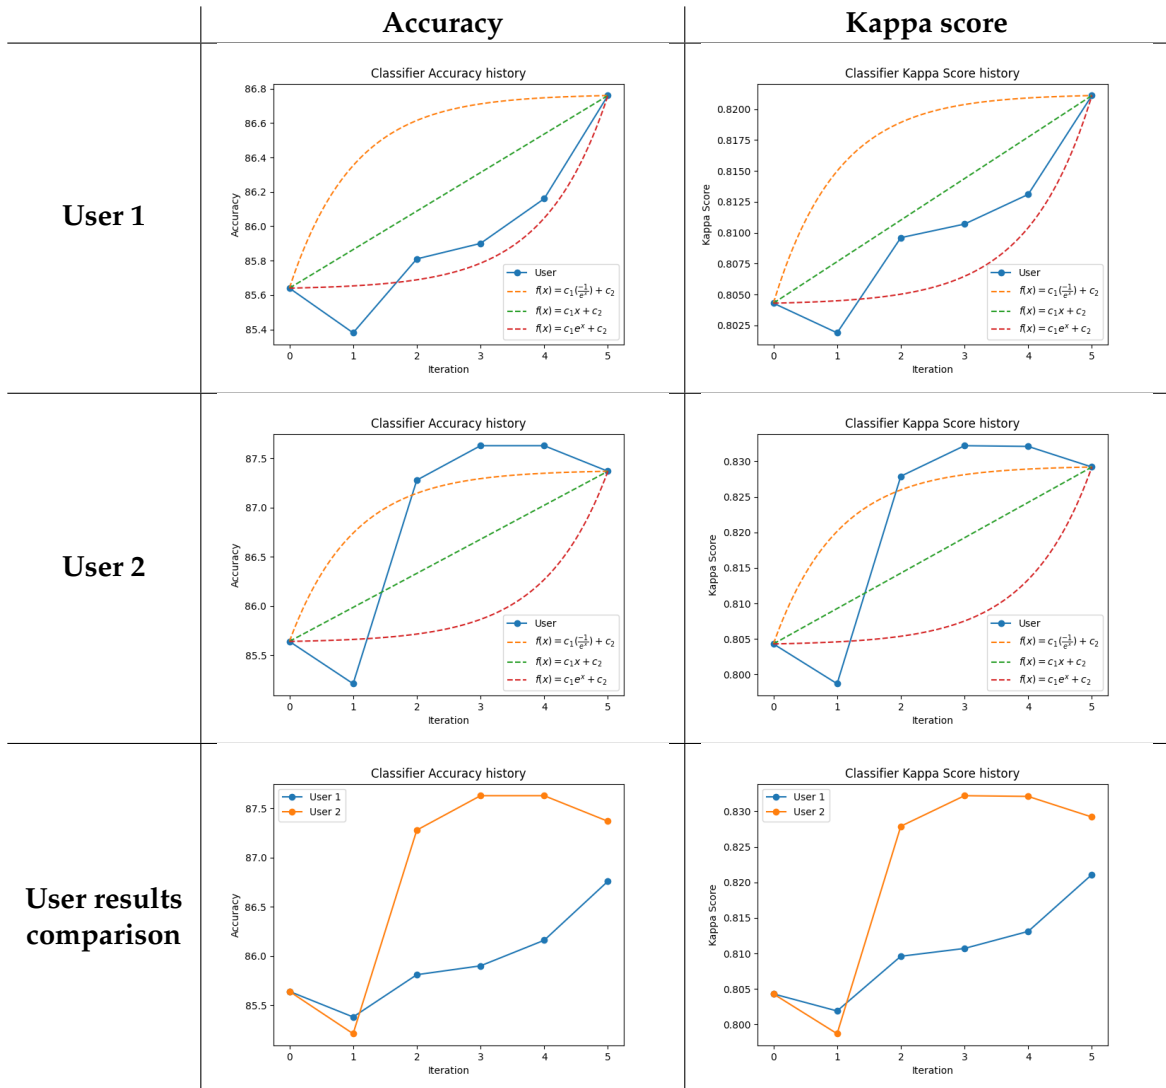 Accuracy
Kappa score
User 1
Classifier Accuracy history
Accuracy
86.8
86.6
86.4
86.2
86.0
85.8
85.6
85.4
0 1 2 3 4 5
Iteration
User
f(x) = c₁(−1/eˣ) + c₂
f(x) = c₁x + c₂
f(x) = c₁eˣ + c₂
Classifier Kappa Score history
Kappa Score
0.8200
0.8175
0.8150
0.8125
0.8100
0.8075
0.8050
0.8025
0 1 2 3 4 5
Iteration
User
f(x) = c₁(−1/eˣ) + c₂
f(x) = c₁x + c₂
f(x) = c₁eˣ + c₂
User 2
Classifier Accuracy history
Accuracy
87.5
87.0
86.5
86.0
85.5
0 1 2 3 4 5
Iteration
User
f(x) = c₁(−1/eˣ) + c₂
f(x) = c₁x + c₂
f(x) = c₁eˣ + c₂
Classifier Kappa Score history
Kappa Score
0.830
0.825
0.820
0.815
0.810
0.805
0.800
0 1 2 3 4 5
Iteration
User
f(x) = c₁(−1/eˣ) + c₂
f(x) = c₁x + c₂
f(x) = c₁eˣ + c₂
User results
comparison
Classifier Accuracy history
Accuracy
87.5
87.0
86.5
86.0
85.5
0 1 2 3 4 5
Iteration
User 1
User 2
Classifier Kappa Score history
Kappa Score
0.830
0.825
0.820
0.815
0.810
0.805
0.800
0 1 2 3 4 5
Iteration
User 1
User 2